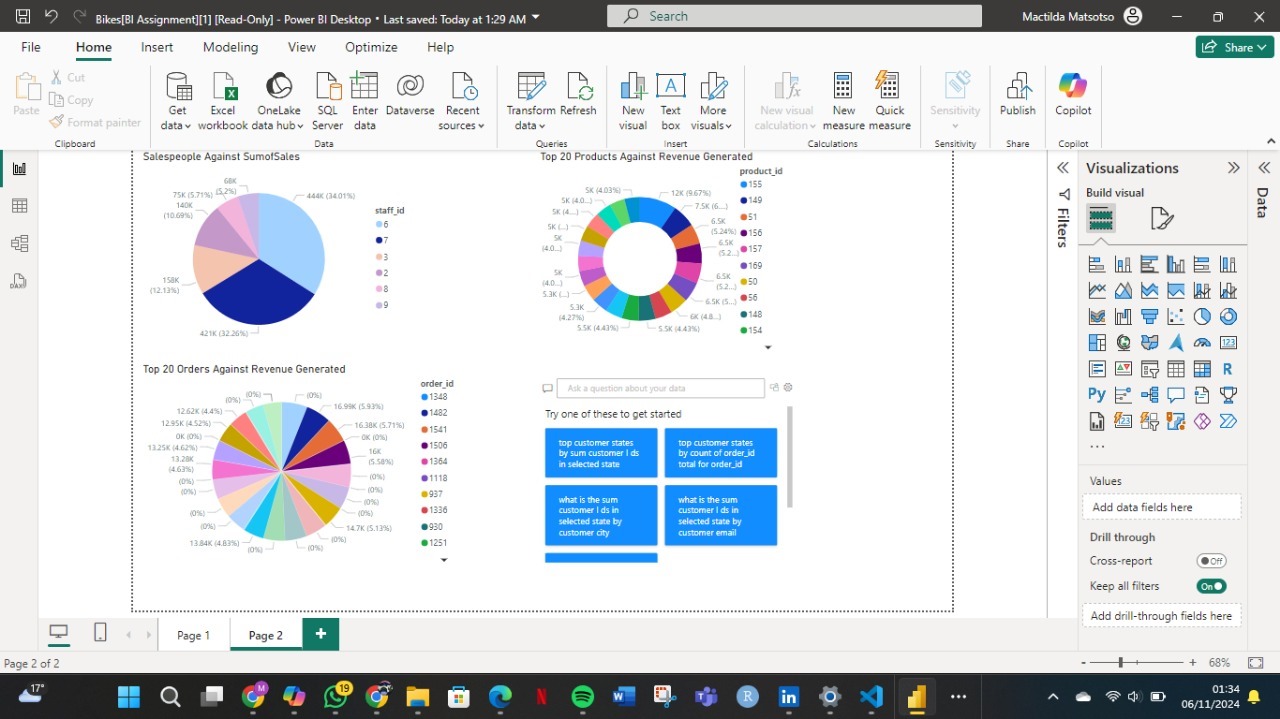 Bikes[BI Assignment][1] [Read-Only] - Power BI Desktop • Last saved: Today at 1:29 AM
Search
Mactilda Matsotso
File Home Insert Modeling View Optimize Help
Share
Paste
Cut
Copy
Format painter
Clipboard
Get data
Excel workbook
OneLake data hub
SQL Server
Enter data
Dataverse
Recent sources
Data
Transform data
Refresh
Queries
New visual
Text box
More visuals
Insert
New visual calculation
New measure
Quick measure
Calculations
Sensitivity
Sensitivity
Publish
Share
Copilot
Copilot
Salespeople Against SumofSales
68K
(5.2%)
75K (5.71%)
140K
(10.69%)
158K
(12.13%)
421K (32.26%)
444K (34.01%)
staff_id
6
7
3
2
8
9
Top 20 Products Against Revenue Generated
5K (4.03%)
5K (4.0...)
5K (4...)
5K (...)
5K
(4.0...)
5K
(4.0...)
5.3K (...)
5.3K
(4.27%)
5.5K (4.43%)
5.5K (4.43%)
6K (4.8...)
6.5K (5...)
6.5K
(5.2...)
6.5K
(5.2...)
6.5K
(5.24%)
7.5K (6...)
12K (9.67%)
product_id
155
149
51
156
157
169
50
56
148
154
Top 20 Orders Against Revenue Generated
(0%)
(0%)
(0%)
12.62K (4.4%)
12.95K (4.52%)
0K (0%)
13.25K (4.62%)
13.28K
(4.63%)
(0%)
(0%)
(0%)
(0%)
13.84K (4.83%)
(0%)
(0%)
(0%)
14.7K (5.13%)
(0%)
(0%)
(0%)
16K
(5.58%)
0K (0%)
16.38K (5.71%)
16.99K (5.93%)
order_id
1348
1482
1541
1506
1364
1118
937
1336
930
1251
Ask a question about your data
Try one of these to get started
top customer states
by sum customer I ds
in selected state
top customer states
by count of order_id
total for order_id
what is the sum
customer I ds in
selected state by
customer city
what is the sum
customer I ds in
selected state by
customer email
Filters
Visualizations
Build visual
R
Py
123
Values
Add data fields here
Drill through
Cross-report
Off
Keep all filters
On
Add drill-through fields here
Data
Page 1
Page 2
Page 2 of 2
- + 68%
17°
19
01:34
06/11/2024